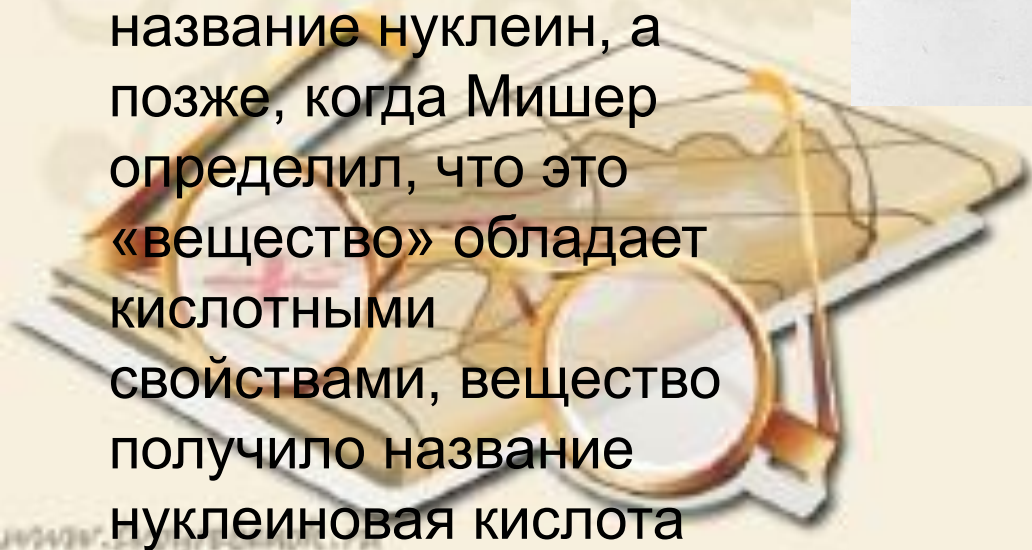 название нуклеин, а
позже, когда Мишер
определил, что это
«вещество» обладает
кислотными
свойствами, вещество
получило название
нуклеиновая кислота